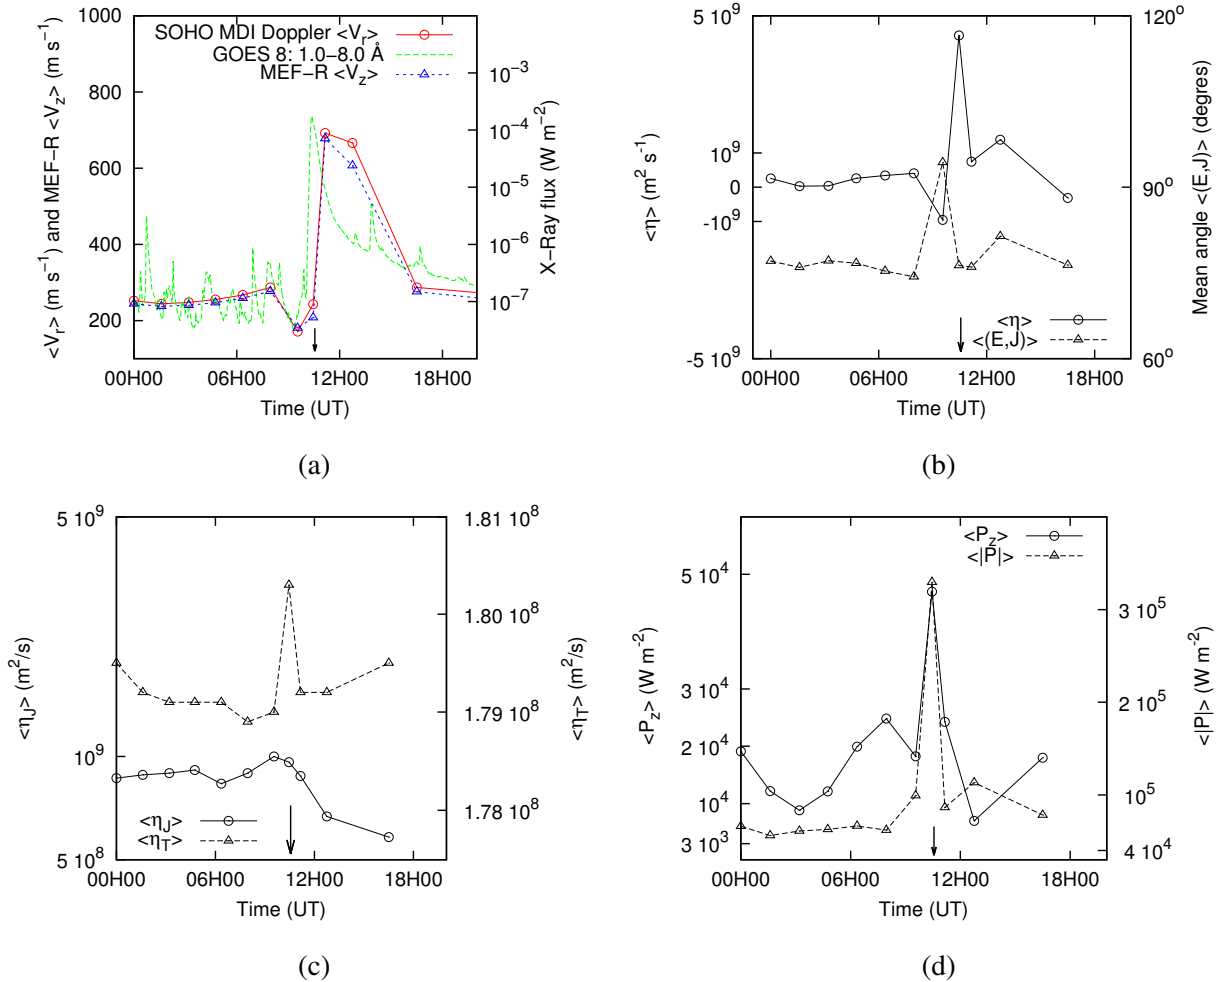 1000
800
600
400
200
<V_r> (m s^-1) and MEF-R <V_z> (m s^-1)
SOHO MDI Doppler <V_r>
GOES 8: 1.0-8.0 Å
MEF-R <V_z>
10^-3
10^-4
10^-5
10^-6
10^-7
X-Ray flux (W m^-2)
00H00 06H00 12H00 18H00
Time (UT)
(a)
5 10^9
10^9
0
-10^9
-5 10^9
<η> (m^2 s^-1)
120°
90°
60°
Mean angle <(E,J)> (degres)
<η>
<(E,J)>
00H00 06H00 12H00 18H00
Time (UT)
(b)
5 10^9
10^9
5 10^8
<η_J> (m^2/s)
1.81 10^8
1.80 10^8
1.79 10^8
1.78 10^8
<η_T> (m^2/s)
<η_J>
<η_T>
00H00 06H00 12H00 18H00
Time (UT)
(c)
5 10^4
3 10^4
2 10^4
10^4
3 10^3
<P_z> (W m^-2)
<P_z>
<|P|>
3 10^5
2 10^5
10^5
4 10^4
<|P|> (W m^-2)
00H00 06H00 12H00 18H00
Time (UT)
(d)